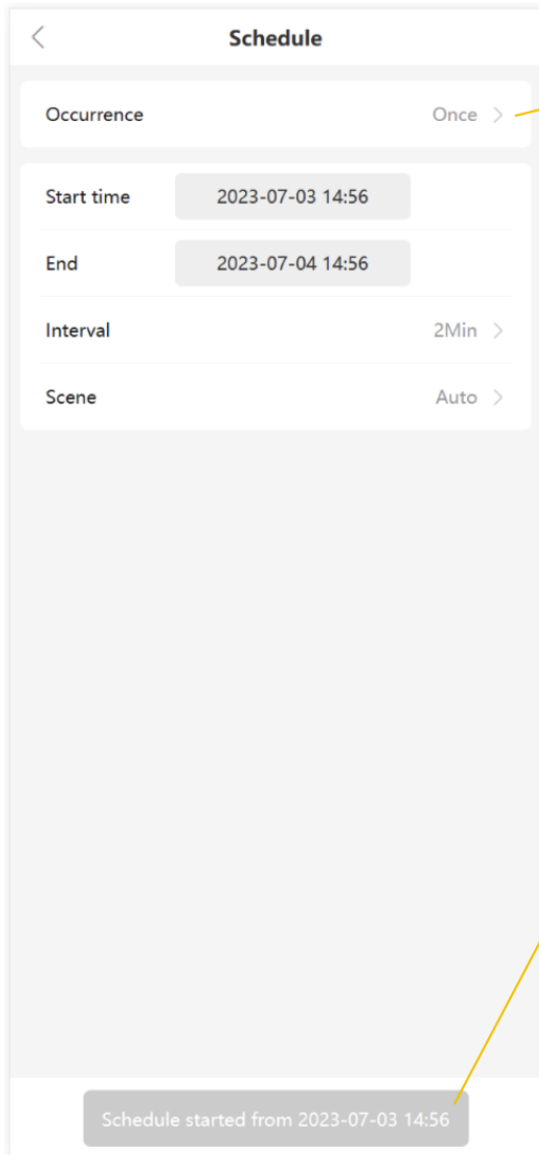 Schedule
Occurrence Once
Start time 2023-07-03 14:56
End 2023-07-04 14:56
Interval 2Min
Scene Auto
Schedule started from 2023-07-03 14:56